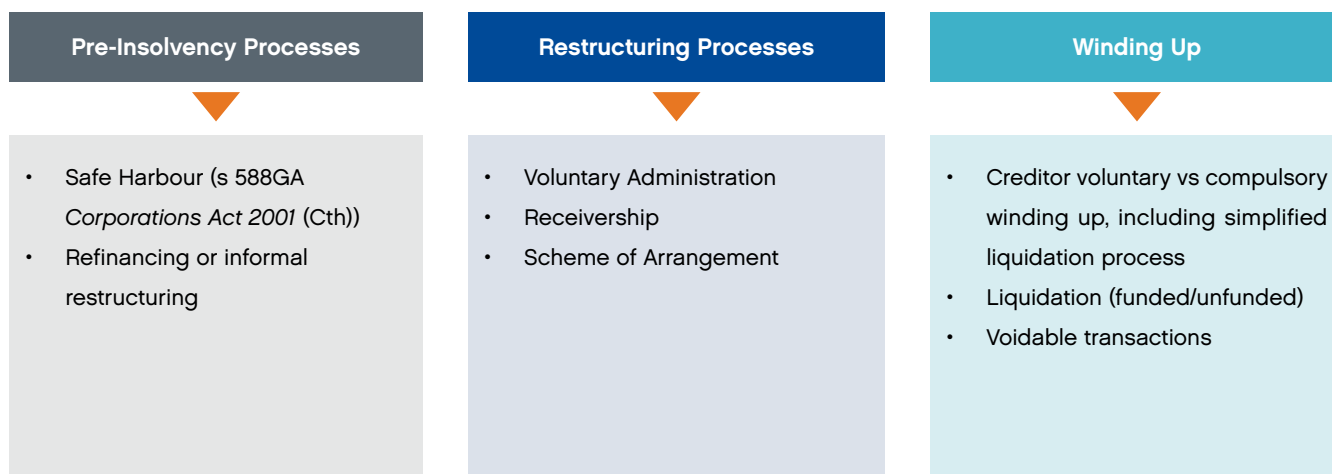 Pre-Insolvency Processes
• Safe Harbour (s 588GA
Corporations Act 2001 (Cth))
• Refinancing or informal
restructuring
Restructuring Processes
• Voluntary Administration
• Receivership
• Scheme of Arrangement
Winding Up
• Creditor voluntary vs compulsory
winding up, including simplified
liquidation process
• Liquidation (funded/unfunded)
• Voidable transactions